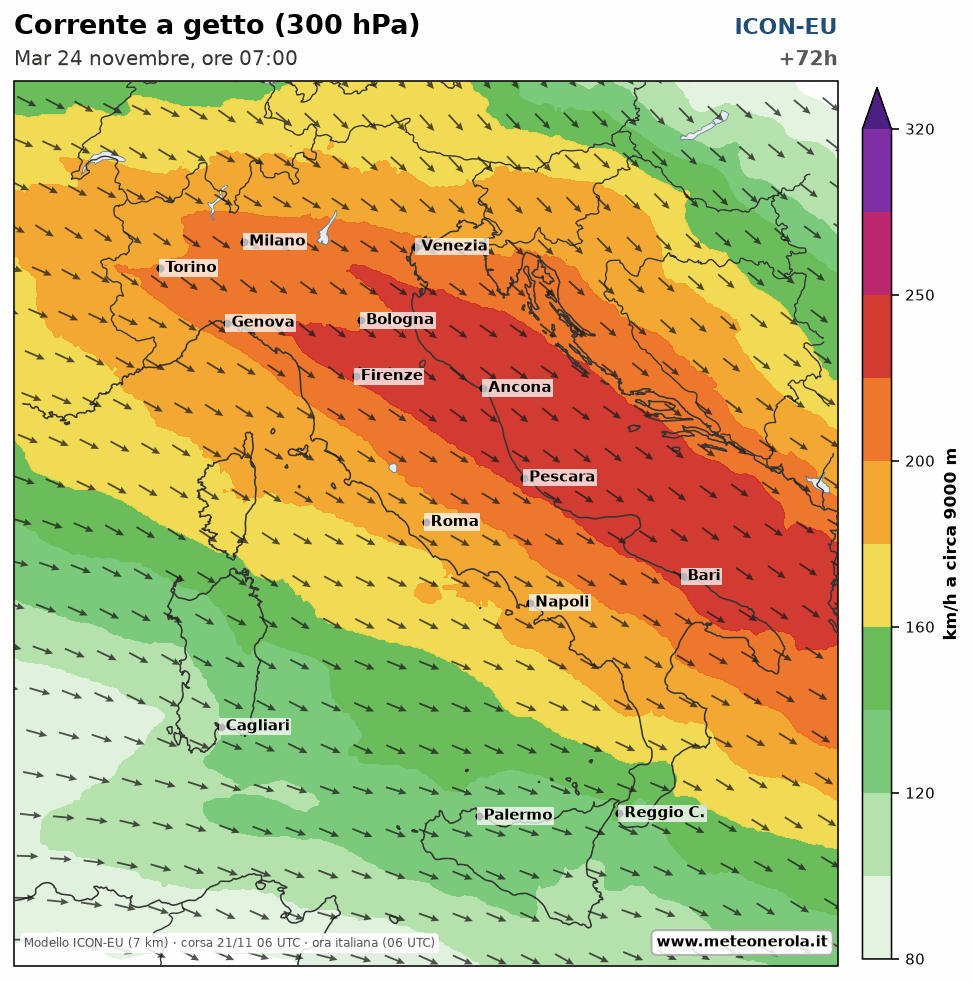 Corrente a getto (300 hPa)
ICON-EU
Mar 24 novembre, ore 07:00
+72h
320
Milano
Venezia
Torino
250
Genova
Bologna
Firenze
Ancona
200
Pescara
Roma
Bari
Napoli
160
km/h a circa 9000 m
Cagliari
120
Palermo
Reggio C.
Modello ICON-EU (7 km) · corsa 21/11 06 UTC · ora italiana (06 UTC)
www.meteonerola.it
80